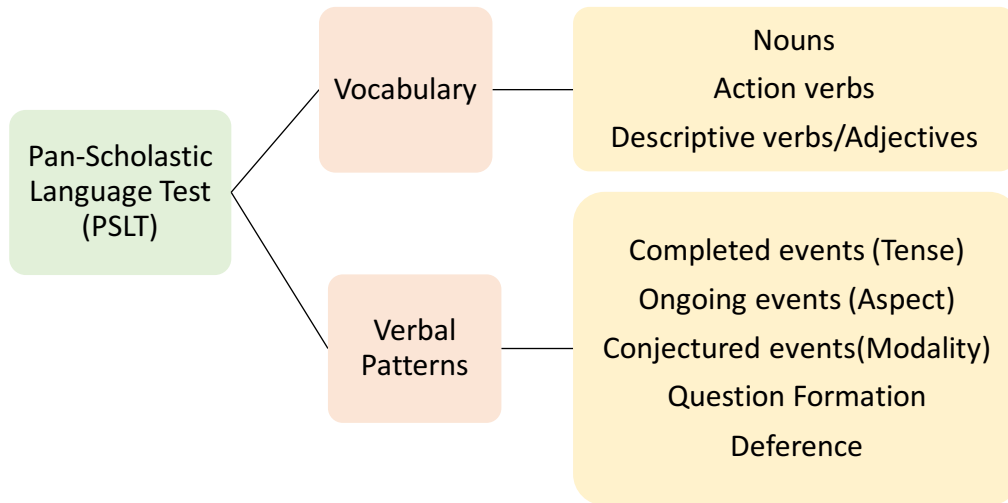 Pan-Scholastic
Language Test
(PSLT)
Vocabulary
Nouns
Action verbs
Descriptive verbs/Adjectives
Verbal
Patterns
Completed events (Tense)
Ongoing events (Aspect)
Conjectured events(Modality)
Question Formation
Deference